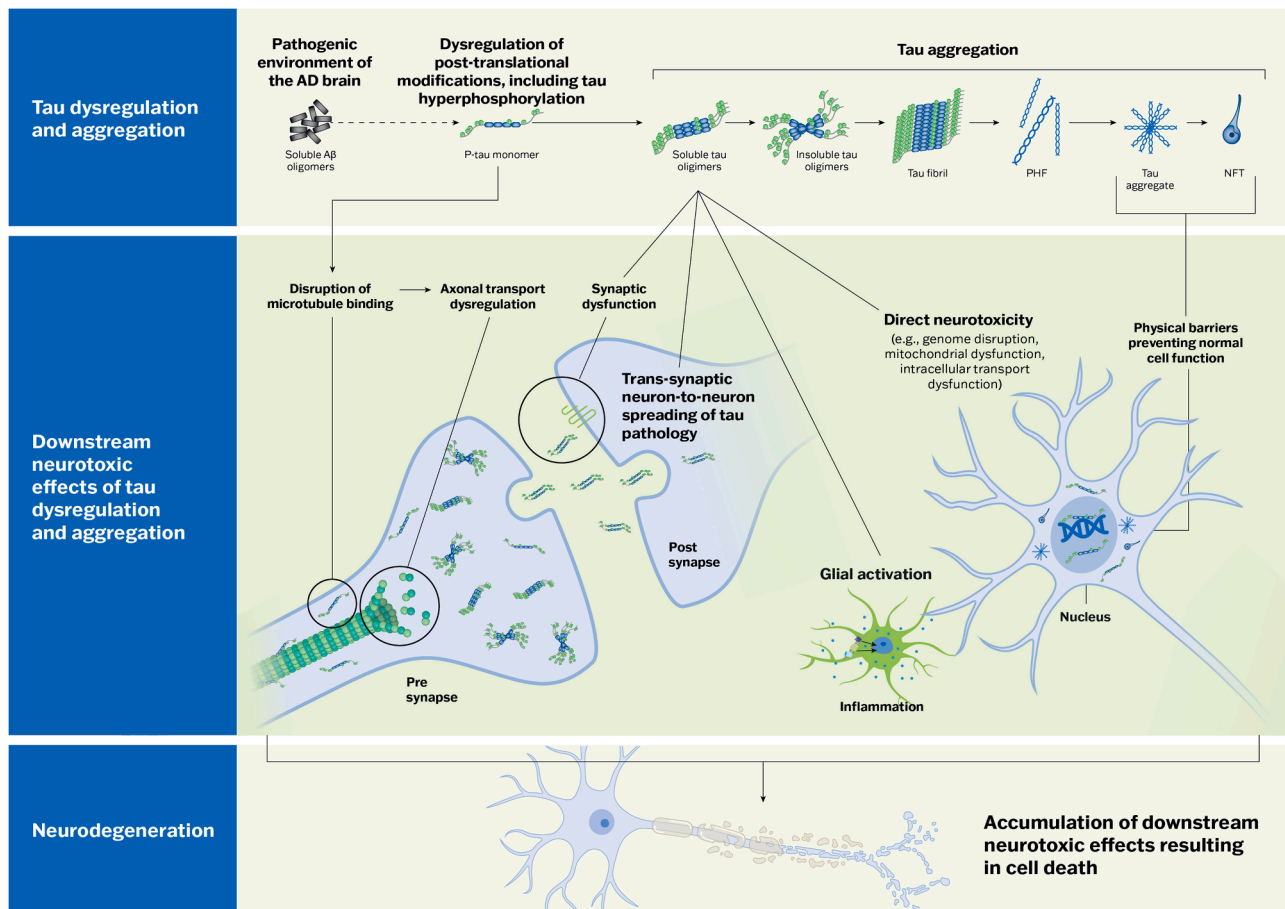 Tau dysregulation
and aggregation
Pathogenic
environment of
the AD brain
Soluble Aβ
oligomers
Dysregulation of
post-translational
modifications, including tau
hyperphosphorylation
P-tau monomer
Tau aggregation
Soluble tau
oligimers
Insoluble tau
oligimers
Tau fibril
PHF
Tau
aggregate
NFT
Downstream
neurotoxic
effects of tau
dysregulation
and aggregation
Disruption of
microtubule binding
Axonal transport
dysregulation
Synaptic
dysfunction
Direct neurotoxicity
(e.g., genome disruption,
mitochondrial dysfunction,
intracellular transport
dysfunction)
Physical barriers
preventing normal
cell function
Trans-synaptic
neuron-to-neuron
spreading of tau
pathology
Post
synapse
Glial activation
Nucleus
Pre
synapse
Inflammation
Neurodegeneration
Accumulation of downstream
neurotoxic effects resulting
in cell death